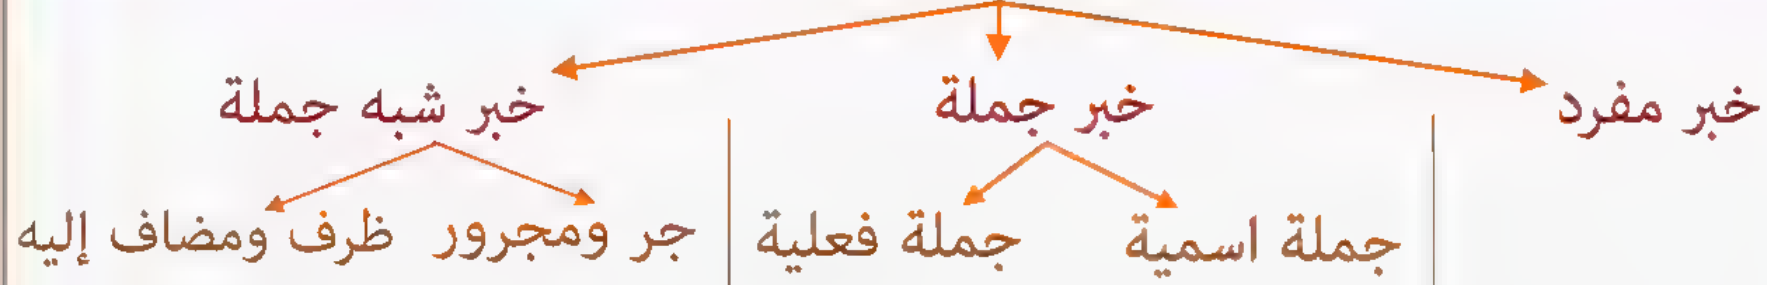 خبر مفرد خبر جملة خبر شبه جملة
جملة اسمية جملة فعلية جر ومجرور ظرف ومضاف إليه